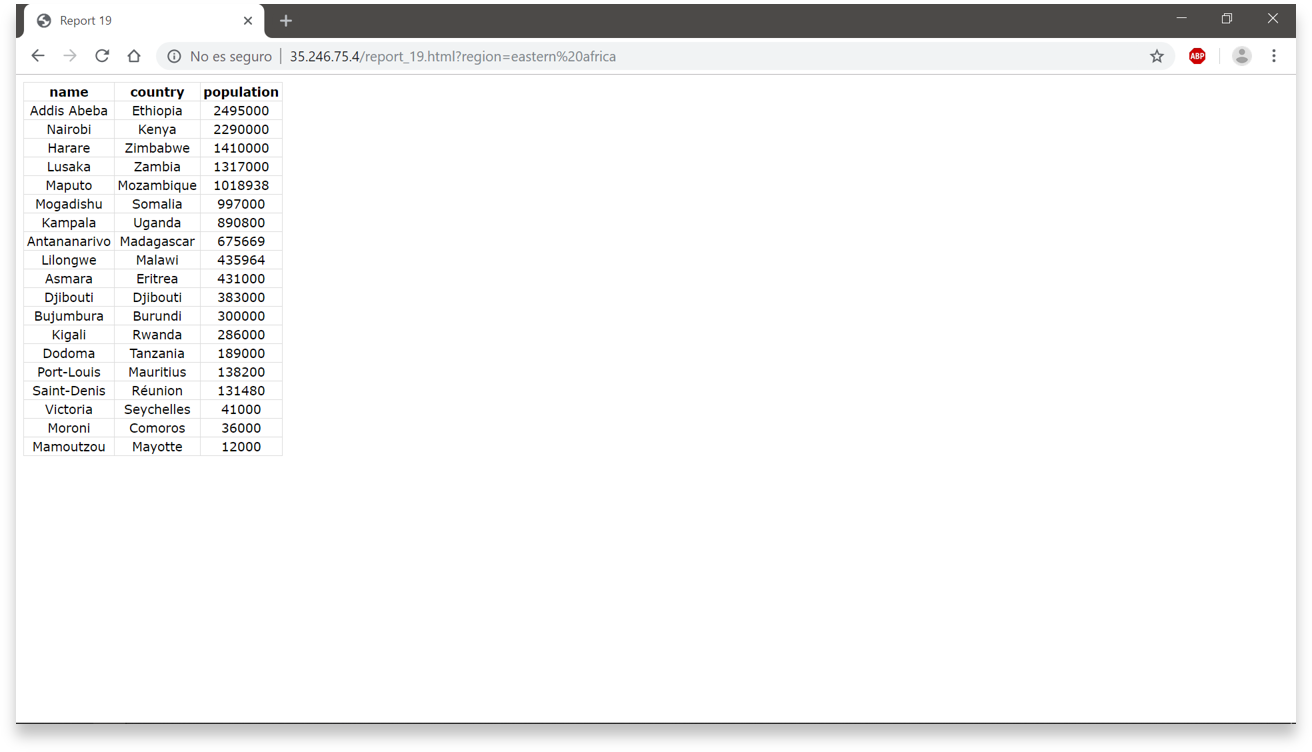 Report 19
No es seguro | 35.246.75.4/report_19.html?region=eastern%20africa
ABP
name country population
Addis Abeba Ethiopia 2495000
Nairobi Kenya 2290000
Harare Zimbabwe 1410000
Lusaka Zambia 1317000
Maputo Mozambique 1018938
Mogadishu Somalia 997000
Kampala Uganda 890800
Antananarivo Madagascar 675669
Lilongwe Malawi 435964
Asmara Eritrea 431000
Djibouti Djibouti 383000
Bujumbura Burundi 300000
Kigali Rwanda 286000
Dodoma Tanzania 189000
Port-Louis Mauritius 138200
Saint-Denis Réunion 131480
Victoria Seychelles 41000
Moroni Comoros 36000
Mamoutzou Mayotte 12000